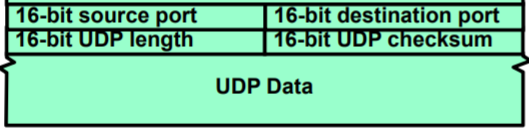 16-bit source port 16-bit destination port
16-bit UDP length 16-bit UDP checksum
UDP Data